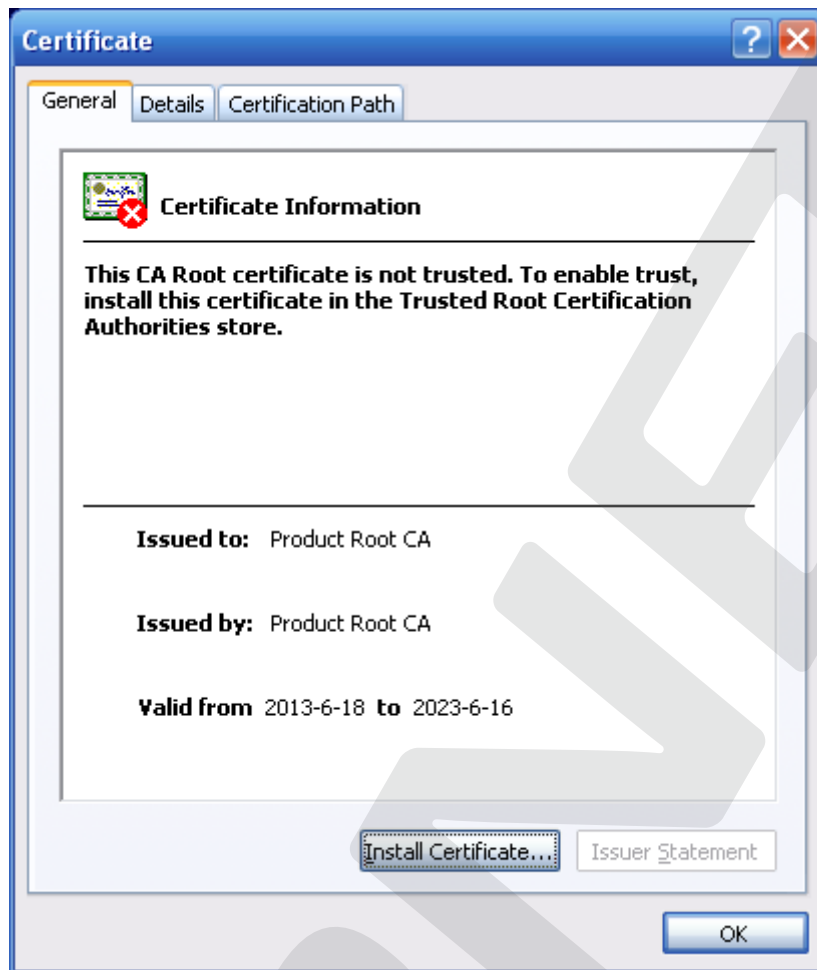 Certificate
General Details Certification Path
Certificate Information
This CA Root certificate is not trusted. To enable trust,
install this certificate in the Trusted Root Certification
Authorities store.
Issued to: Product Root CA
Issued by: Product Root CA
Valid from 2013-6-18 to 2023-6-16
Install Certificate... Issuer Statement
OK